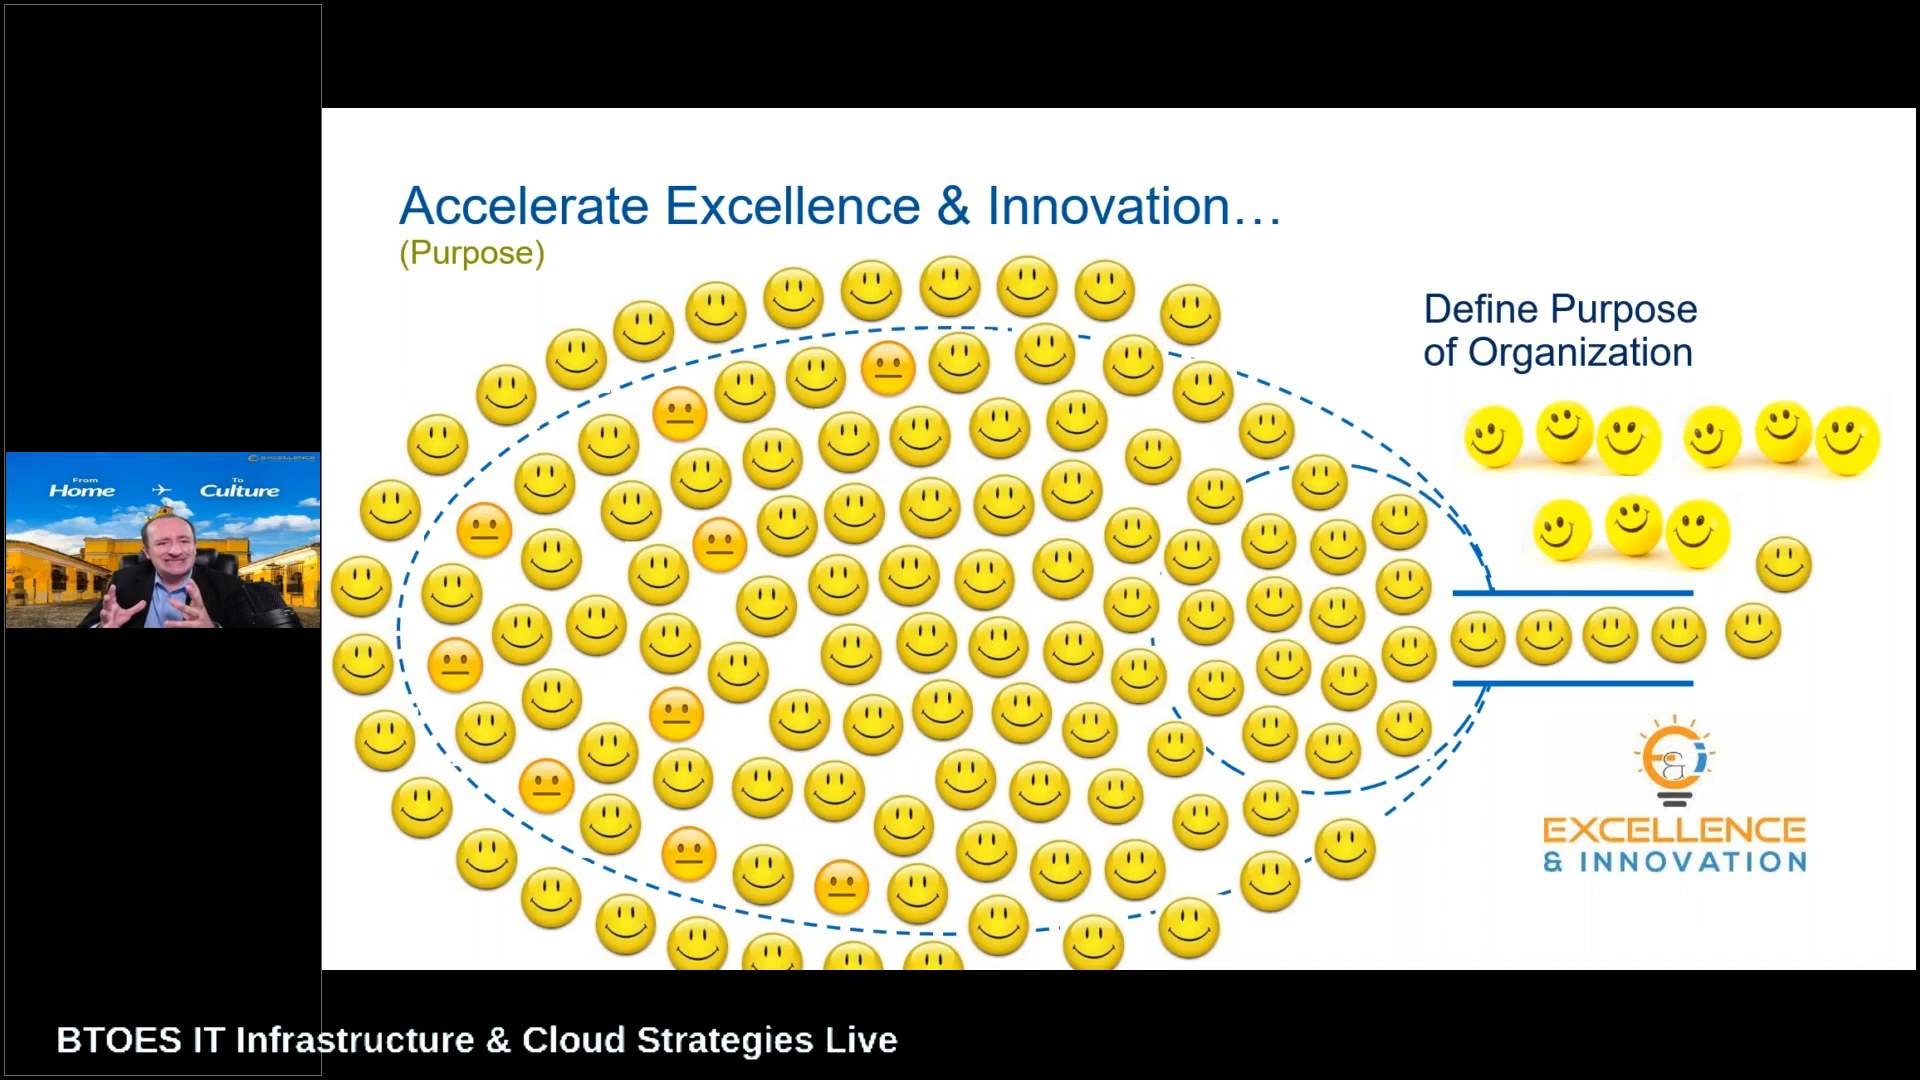 Accelerate Excellence & Innovation…
(Purpose)
Define Purpose
of Organization
EXCELLENCE
From
Home
To
Culture
EXCELLENCE
& INNOVATION
BTOES IT Infrastructure & Cloud Strategies Live